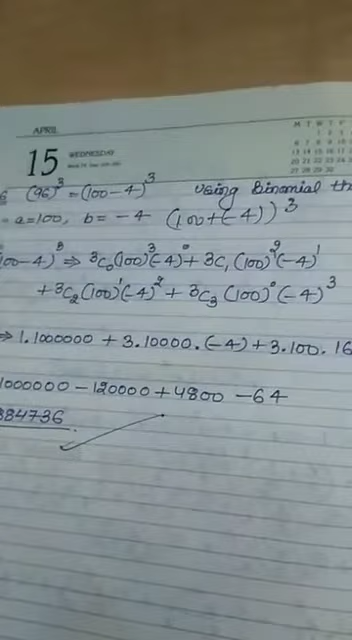 APRIL
M T W T F
15 WEDNESDAY
6 (96)³ = (100-4)³ Using Binomial th
= a=100, b = -4 (100+(-4))³
(100-4)³ ⇒ ³C₀(100)³(-4)⁰ + 3C₁(100)²(-4)¹
+ 3C₂(100)¹(-4)² + 3C₃(100)⁰(-4)³
⇒ 1.1000000 + 3.10000.(-4) + 3.100.16
1000000 - 120000 + 4800 - 64
884736